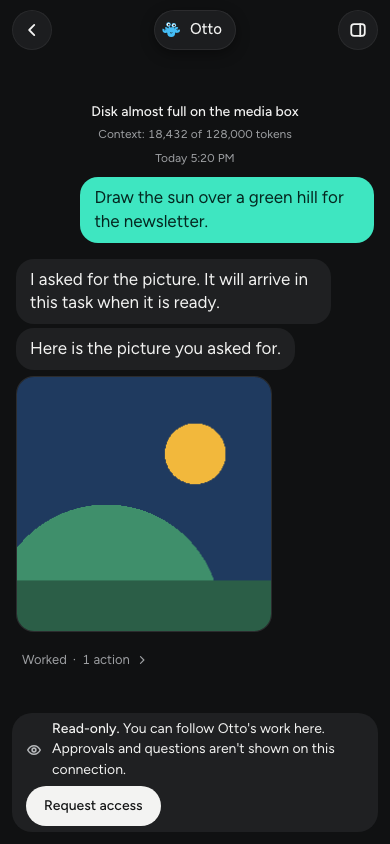 Otto
Disk almost full on the media box
Context: 18,432 of 128,000 tokens
Today 5:20 PM
Draw the sun over a green hill for
the newsletter.
I asked for the picture. It will arrive in
this task when it is ready.
Here is the picture you asked for.
Worked · 1 action
Read-only. You can follow Otto's work here.
Approvals and questions aren't shown on this
connection.
Request access